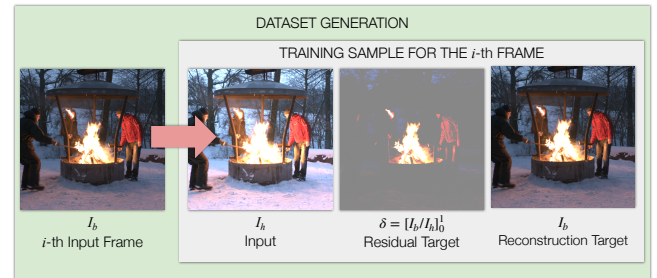 DATASET GENERATION
TRAINING SAMPLE FOR THE i-th FRAME
I_b
i-th Input Frame
I_h
Input
δ = [I_b/I_h]_0^1
Residual Target
I_b
Reconstruction Target